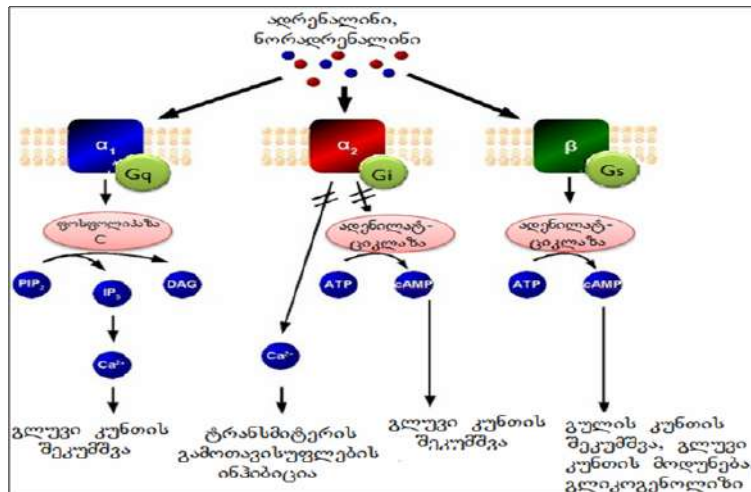 ადრენალინი,
ნორადრენალინი
α1
Gq
α2
Gi
β
Gs
ფოსფოლიპაზა
C
ადენილატ-
ციკლაზა
ადენილატ-
ციკლაზა
PIP2
IP3
DAG
ATP
cAMP
ATP
cAMP
Ca2+
Ca2+
გლუვი კუნთის
შეკუმშვა
ტრანსმიტერის
გამოთავისუფლების
ინჰიბიცია
გლუვი კუნთის
შეკუმშვა
გულის კუნთის
შეკუმშვა, გლუვი
კუნთის მოდუნება
გლიკოგენოლიზი